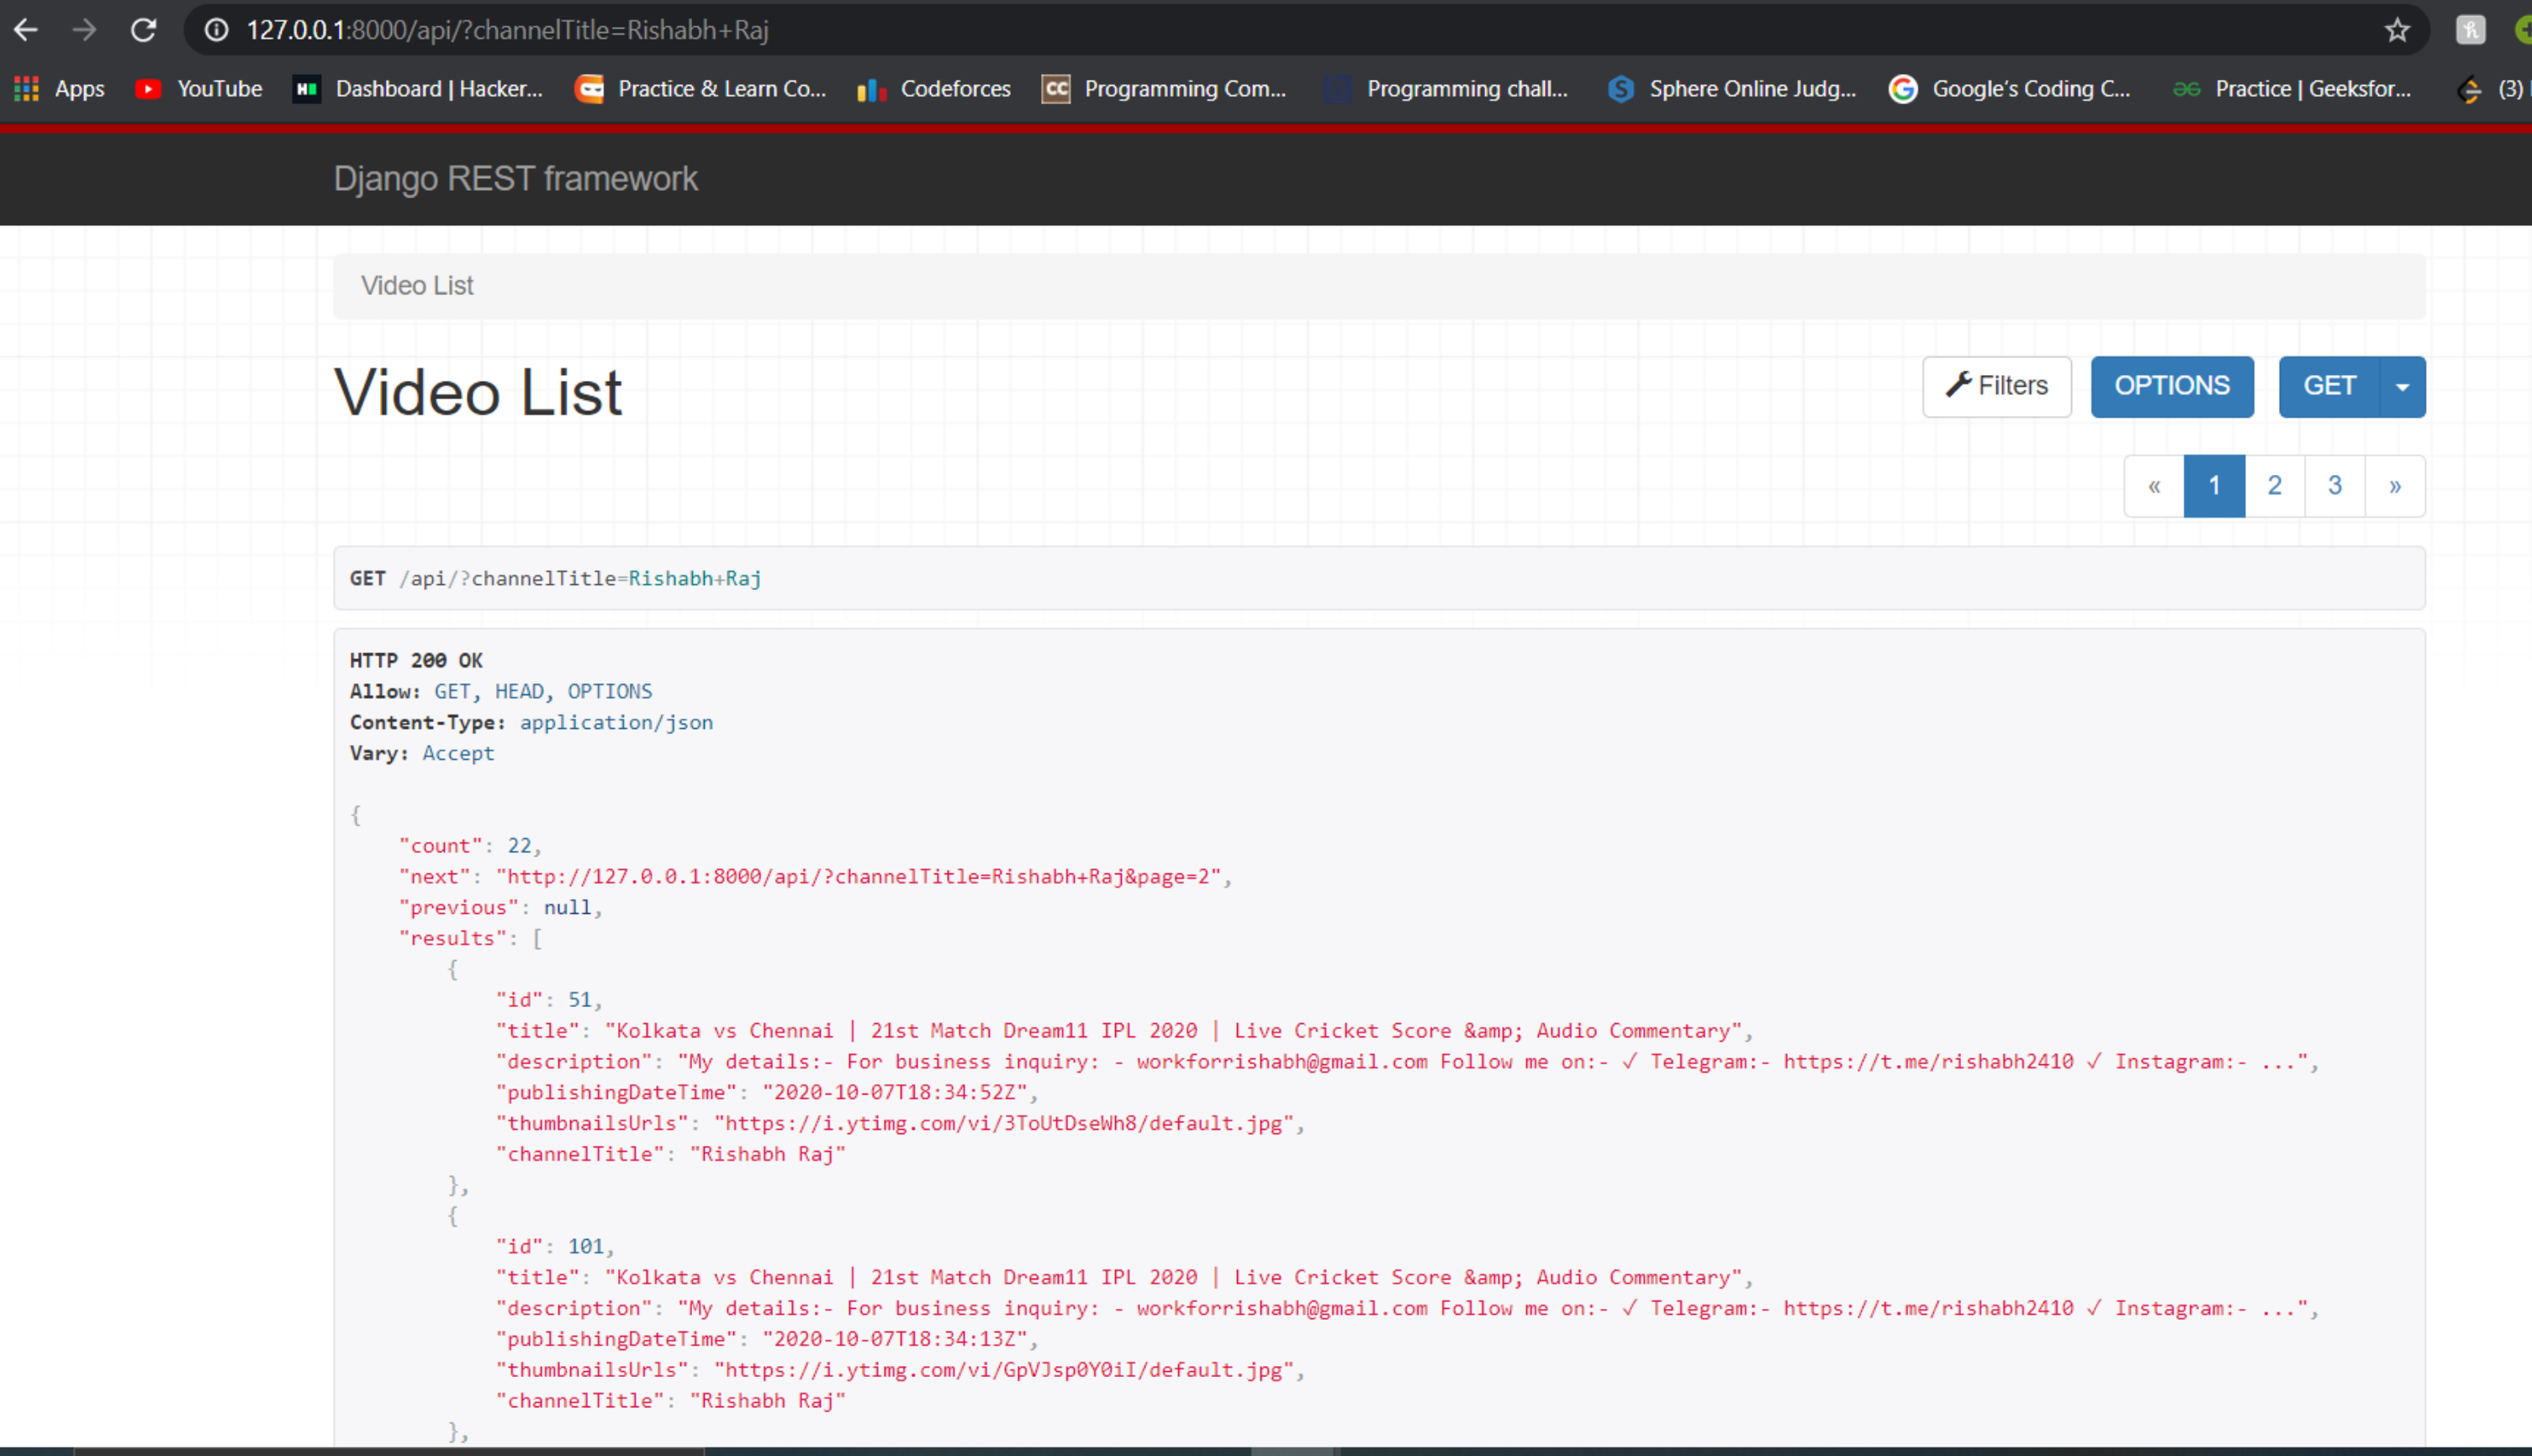 127.0.0.1:8000/api/?channelTitle=Rishabh+Raj
Apps YouTube Dashboard | Hacker... Practice & Learn Co... Codeforces Programming Com... Programming chall... Sphere Online Judg... Google's Coding C... Practice | Geeksfor... (3)
Django REST framework
Video List
Video List
Filters OPTIONS GET
« 1 2 3 »
GET /api/?channelTitle=Rishabh+Raj
HTTP 200 OK
Allow: GET, HEAD, OPTIONS
Content-Type: application/json
Vary: Accept
{
"count": 22,
"next": "http://127.0.0.1:8000/api/?channelTitle=Rishabh+Raj&page=2",
"previous": null,
"results": [
{
"id": 51,
"title": "Kolkata vs Chennai | 21st Match Dream11 IPL 2020 | Live Cricket Score &amp; Audio Commentary",
"description": "My details:- For business inquiry: - workforrishabh@gmail.com Follow me on:- ✓ Telegram:- https://t.me/rishabh2410 ✓ Instagram:- ...",
"publishingDateTime": "2020-10-07T18:34:52Z",
"thumbnailsUrls": "https://i.ytimg.com/vi/3ToUtDseWh8/default.jpg",
"channelTitle": "Rishabh Raj"
},
{
"id": 101,
"title": "Kolkata vs Chennai | 21st Match Dream11 IPL 2020 | Live Cricket Score &amp; Audio Commentary",
"description": "My details:- For business inquiry: - workforrishabh@gmail.com Follow me on:- ✓ Telegram:- https://t.me/rishabh2410 ✓ Instagram:- ...",
"publishingDateTime": "2020-10-07T18:34:13Z",
"thumbnailsUrls": "https://i.ytimg.com/vi/GpVJsp0Y0iI/default.jpg",
"channelTitle": "Rishabh Raj"
},